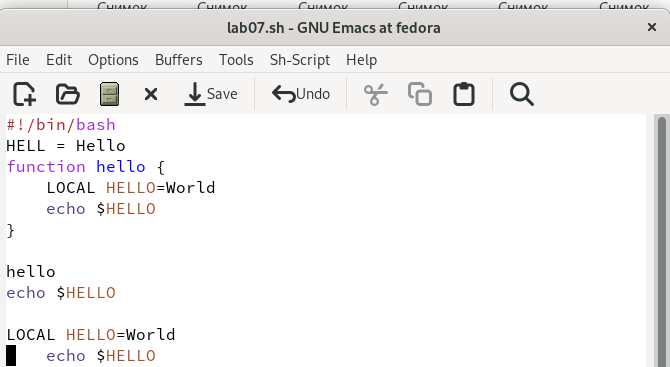 Снимок Снимок Снимок Снимок Снимок Снимок
lab07.sh - GNU Emacs at fedora
File Edit Options Buffers Tools Sh-Script Help
Save Undo
#!/bin/bash
HELL = Hello
function hello {
    LOCAL HELLO=World
    echo $HELLO
}
hello
echo $HELLO
LOCAL HELLO=World
    echo $HELLO